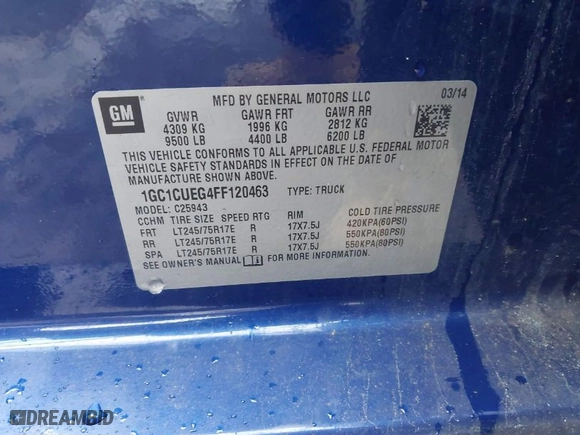 GM
MFD BY GENERAL MOTORS LLC 03/14
GVWR GAWR FRT GAWR RR
4309 KG 1996 KG 2812 KG
9500 LB 4400 LB 6200 LB
THIS VEHICLE CONFORMS TO ALL APPLICABLE U.S. FEDERAL MOTOR
VEHICLE SAFETY STANDARDS IN EFFECT ON THE DATE OF
MANUFACTURE SHOWN ABOVE.
1GC1CUEG4FF120463 TYPE: TRUCK
MODEL: C25943
CCHM TIRE SIZE SPEED RTG RIM COLD TIRE PRESSURE
FRT LT245/75R17E R 17X7.5J 420KPA(60PSI)
RR LT245/75R17E R 17X7.5J 550KPA(80PSI)
SPA LT245/75R17E R 17X7.5J 550KPA(80PSI)
SEE OWNER'S MANUAL FOR MORE INFORMATION.
DREAMBID